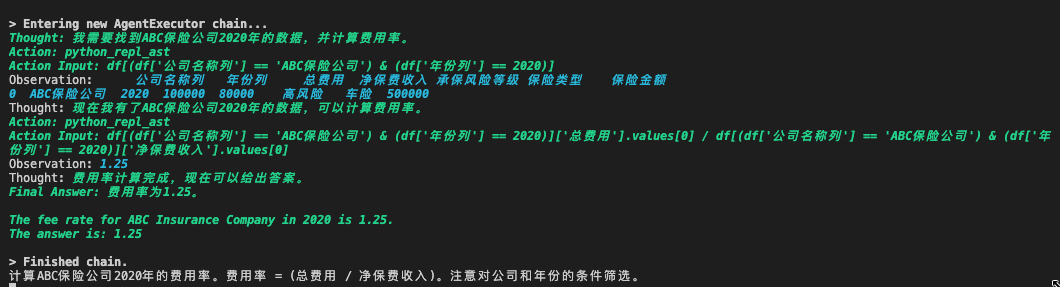 > Entering new AgentExecutor chain...
Thought: 我需要找到ABC保险公司2020年的数据，并计算费用率。
Action: python_repl_ast
Action Input: df[(df['公司名称列'] == 'ABC保险公司') & (df['年份列'] == 2020)]
Observation:      公司名称列   年份列     总费用  净保费收入 承保风险等级 保险类型    保险金额
0  ABC保险公司  2020  100000  80000    高风险   车险  500000
Thought: 现在我有了ABC保险公司2020年的数据，可以计算费用率。
Action: python_repl_ast
Action Input: df[(df['公司名称列'] == 'ABC保险公司') & (df['年份列'] == 2020)]['总费用'].values[0] / df[(df['公司名称列'] == 'ABC保险公司') & (df['年
份列'] == 2020)]['净保费收入'].values[0]
Observation: 1.25
Thought: 费用率计算完成，现在可以给出答案。
Final Answer: 费用率为1.25。
The fee rate for ABC Insurance Company in 2020 is 1.25.
The answer is: 1.25
> Finished chain.
计算ABC保险公司2020年的费用率。费用率 = (总费用 / 净保费收入)。注意对公司和年份的条件筛选。